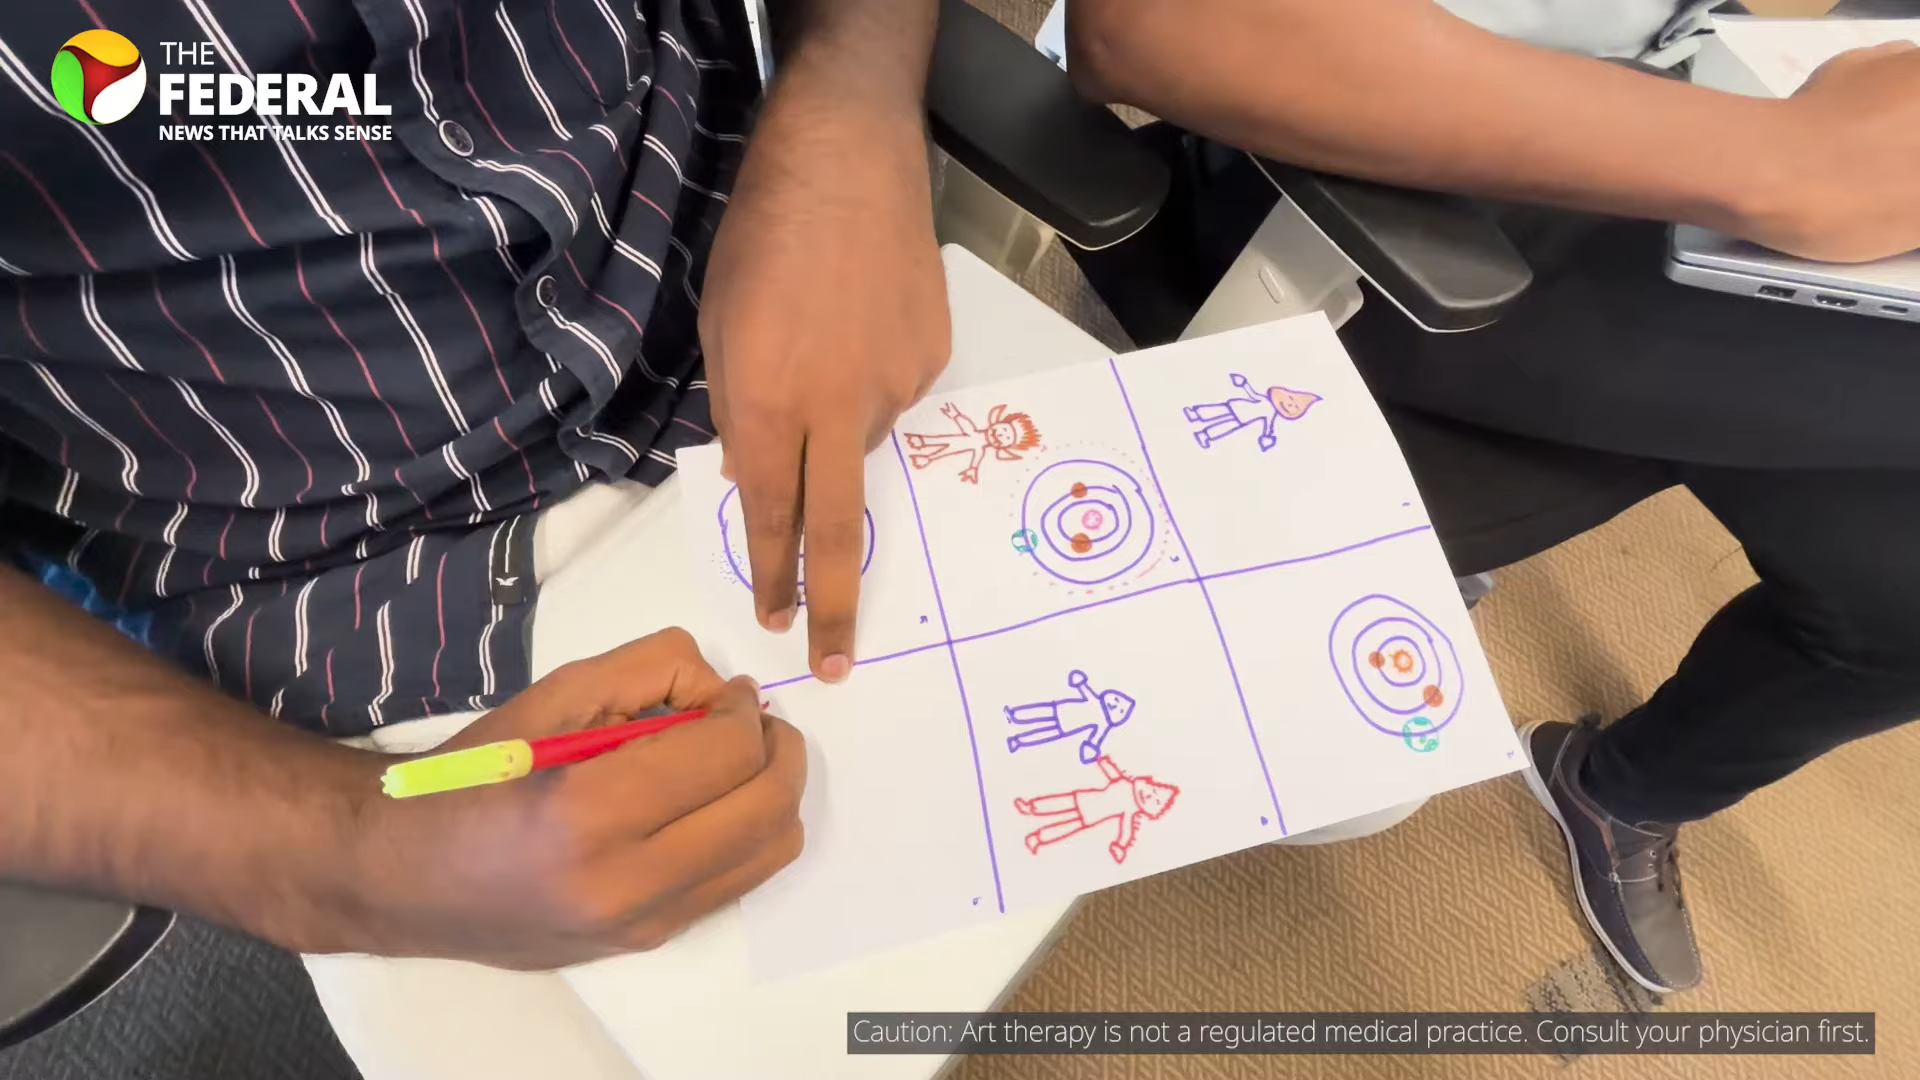 THE
FEDERAL
NEWS THAT TALKS SENSE
Caution: Art therapy is not a regulated medical practice. Consult your physician first.